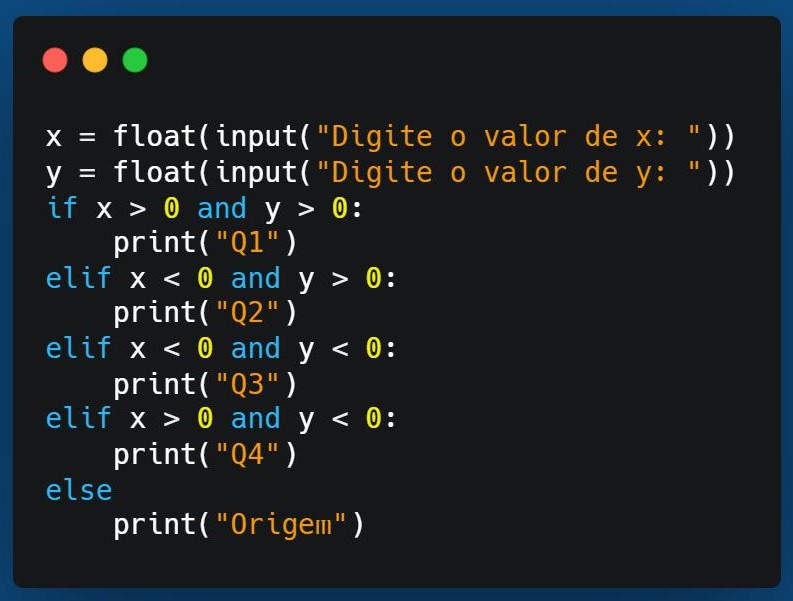 x = float(input("Digite o valor de x: "))
y = float(input("Digite o valor de y: "))
if x > 0 and y > 0:
    print("Q1")
elif x < 0 and y > 0:
    print("Q2")
elif x < 0 and y < 0:
    print("Q3")
elif x > 0 and y < 0:
    print("Q4")
else
    print("Origem")